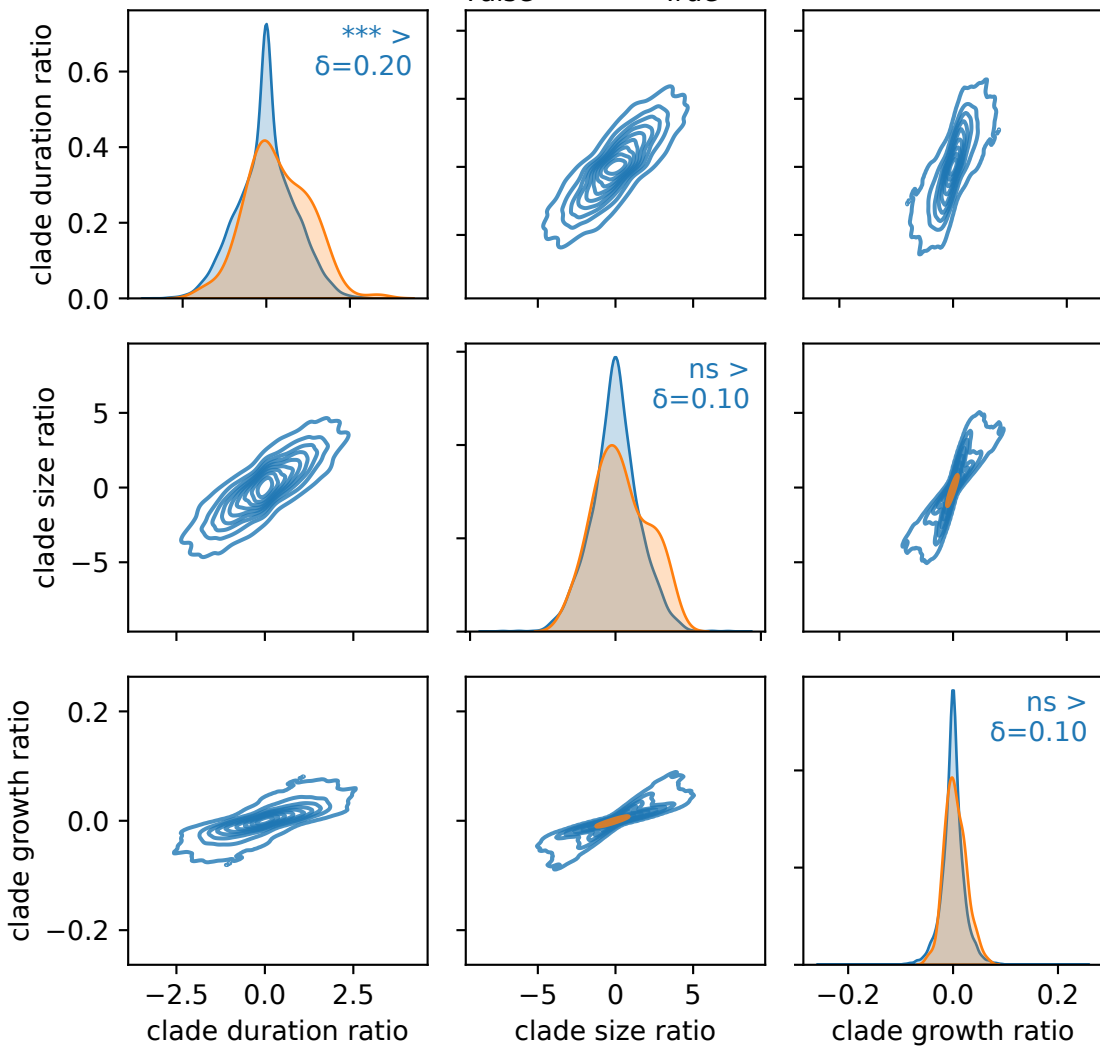 clade duration ratio
0.6
0.4
0.2
0.0
*** >
δ=0.20
clade size ratio
5
0
−5
ns >
δ=0.10
clade growth ratio
0.2
0.0
−0.2
ns >
δ=0.10
−2.5 0.0 2.5
−5 0 5
−0.2 0.0 0.2
clade duration ratio
clade size ratio
clade growth ratio